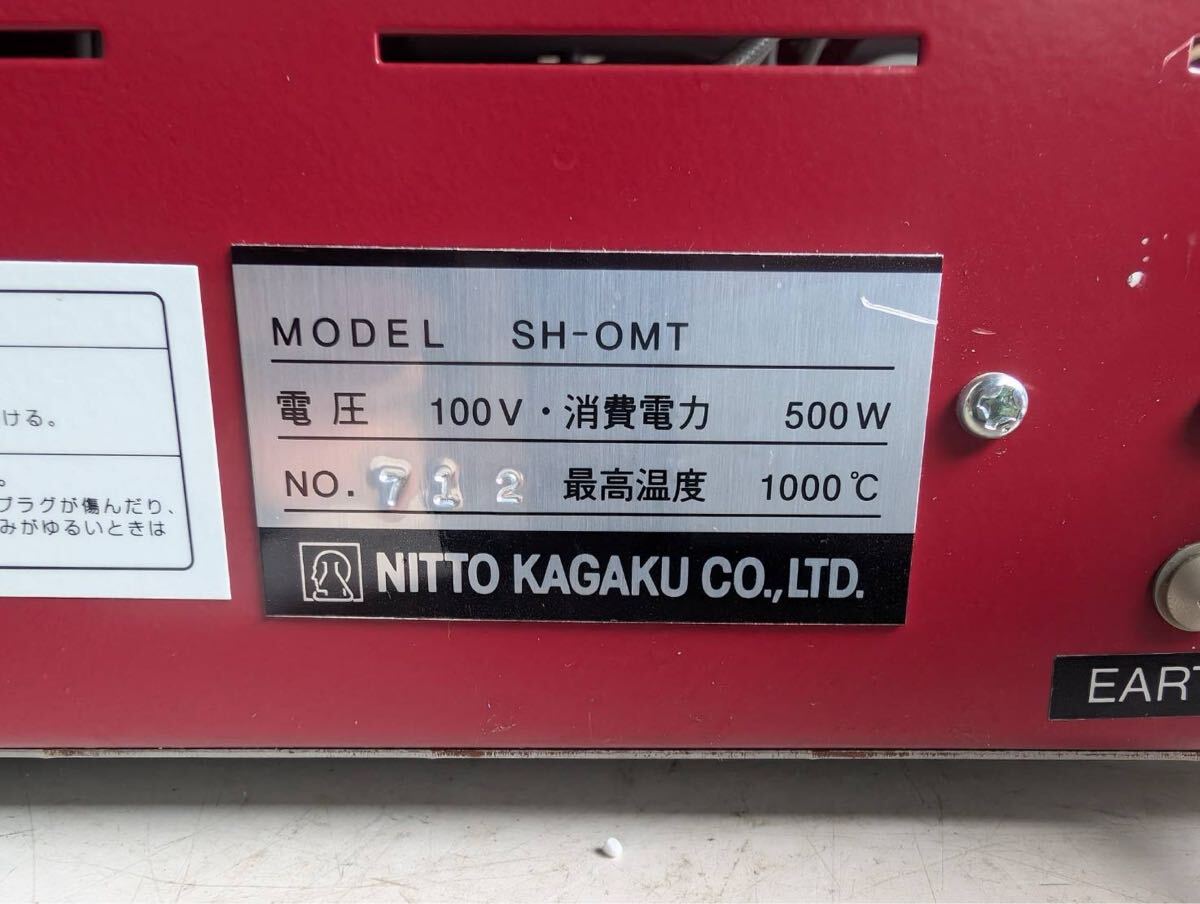 MODEL SH-OMT
電圧 100V・消費電力 500W
NO. 712 最高温度 1000℃
NITTO KAGAKU CO.,LTD.
ける。
。
プラグが傷んだり、
みがゆるいときは
EART